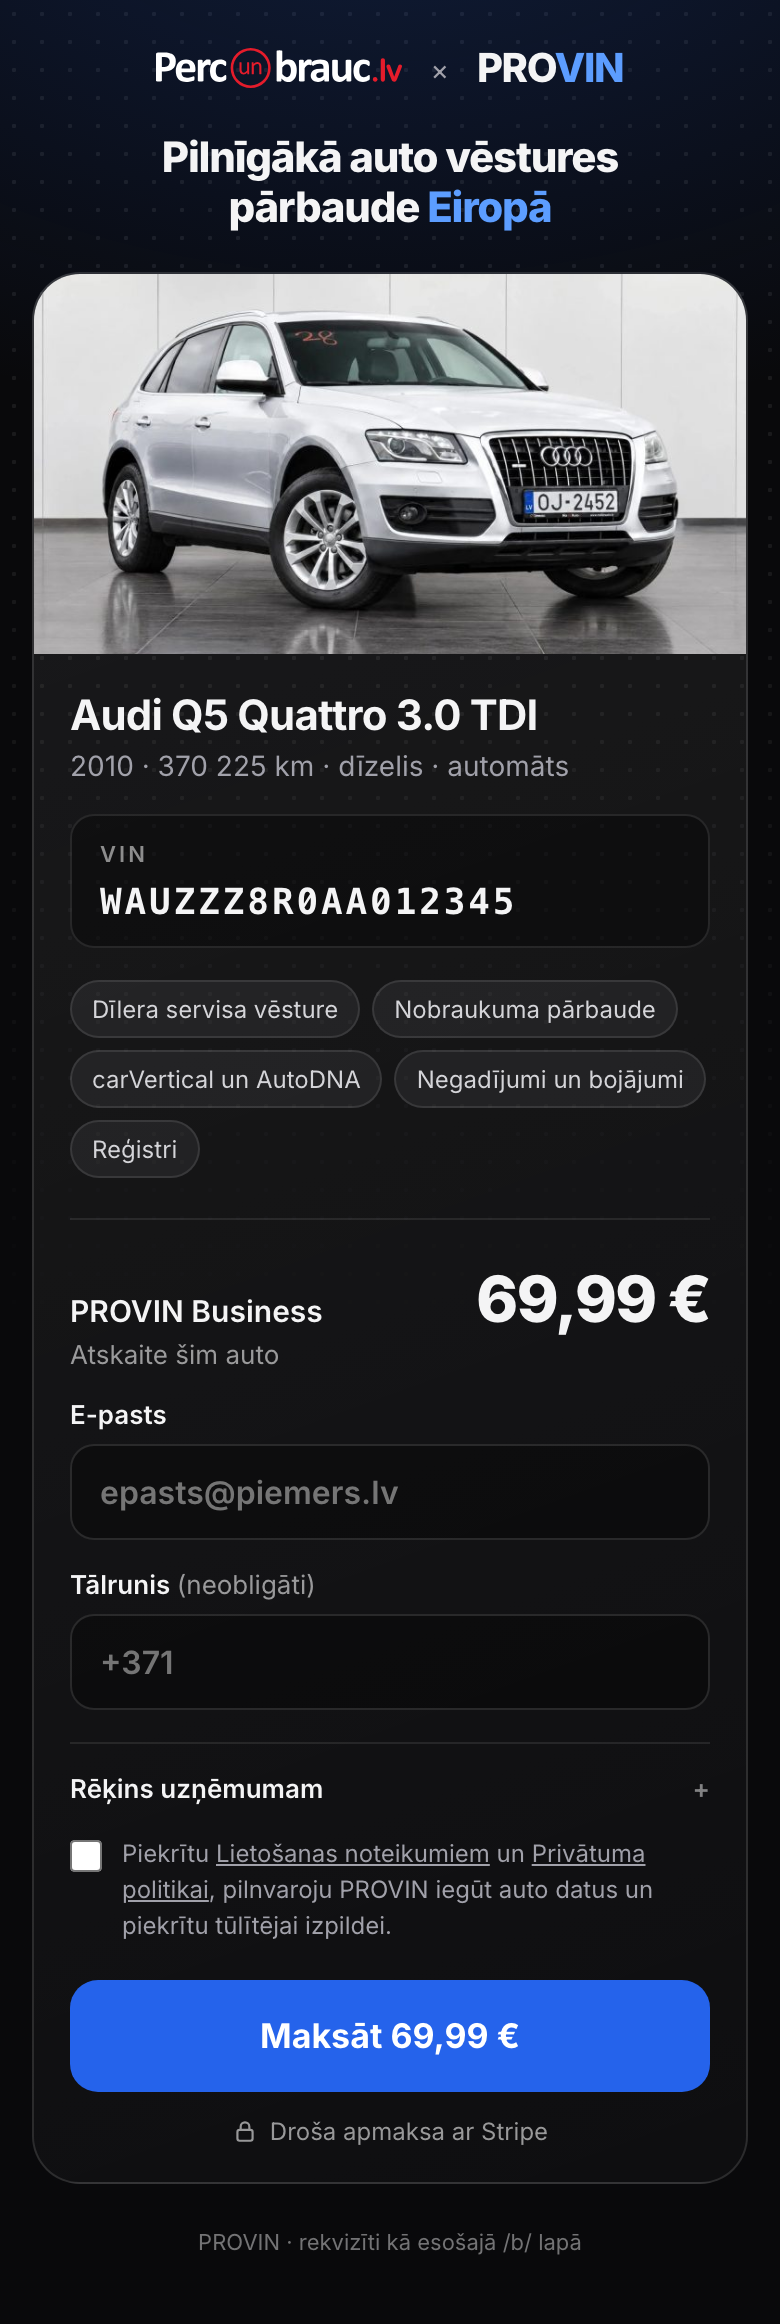 Perc un brauc.lv × PROVIN
Pilnīgākā auto vēstures
pārbaude Eiropā
28
OJ-2452
LV
Audi Q5 Quattro 3.0 TDI
2010 · 370 225 km · dīzelis · automāts
VIN
WAUZZZ8R0AA012345
Dīlera servisa vēsture
Nobraukuma pārbaude
carVertical un AutoDNA
Negadījumi un bojājumi
Reģistri
PROVIN Business
69,99 €
Atskaite šim auto
E-pasts
epasts@piemers.lv
Tālrunis (neobligāti)
+371
Rēķins uzņēmumam +
Piekrītu Lietošanas noteikumiem un Privātuma
politikai, pilnvaroju PROVIN iegūt auto datus un
piekrītu tūlītējai izpildei.
Maksāt 69,99 €
Droša apmaksa ar Stripe
PROVIN · rekvizīti kā esošajā /b/ lapā